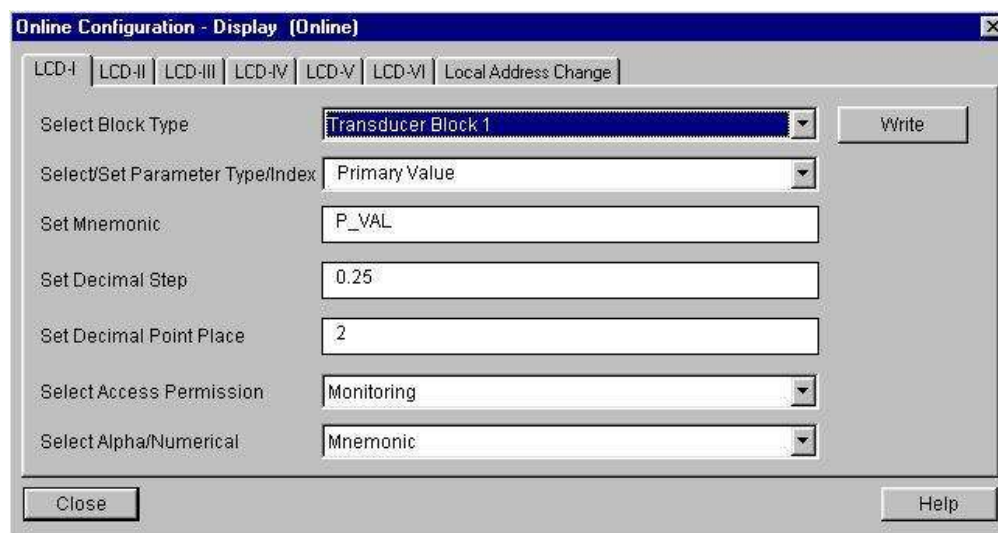 Online Configuration - Display (Online)
LCD-I LCD-II LCD-III LCD-IV LCD-V LCD-VI Local Address Change
Select Block Type Transducer Block 1 Write
Select/Set Parameter Type/Index Primary Value
Set Mnemonic P_VAL
Set Decimal Step 0.25
Set Decimal Point Place 2
Select Access Permission Monitoring
Select Alpha/Numerical Mnemonic
Close Help